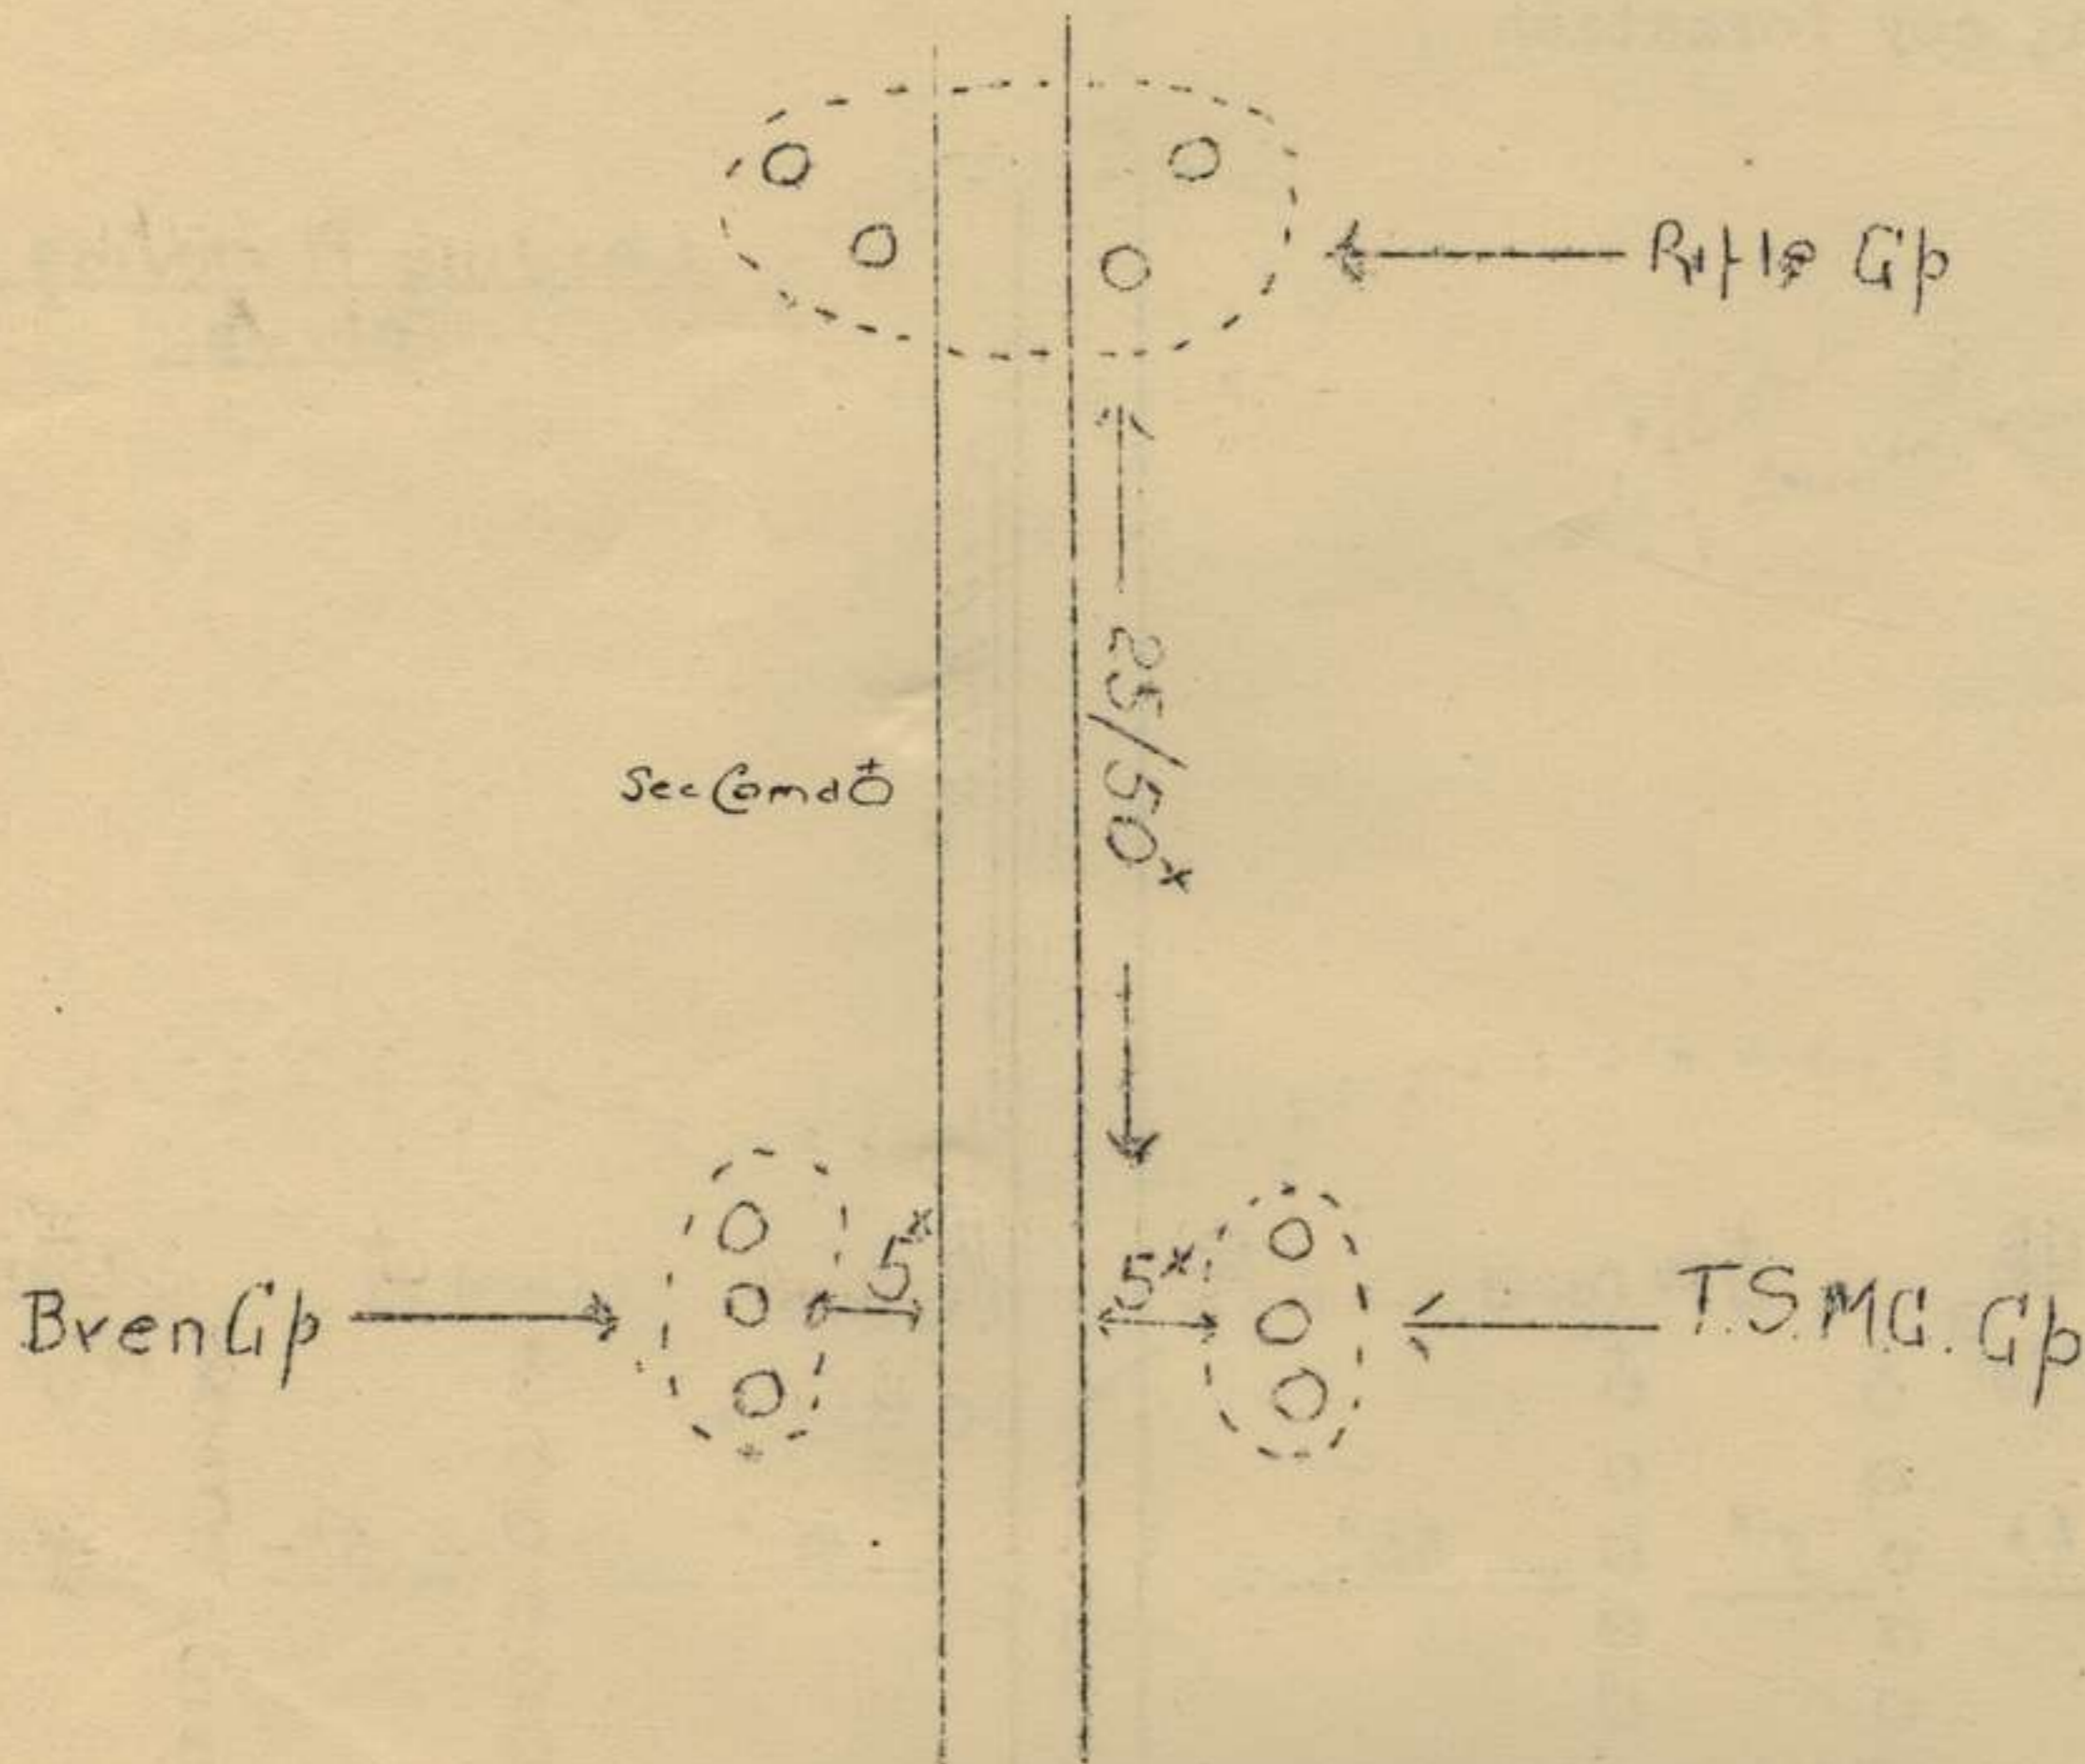 Rifle Gp
25/50ˣ
Sec Comd
5ˣ
5ˣ
Bren Gp
T.S.M.G. Gp